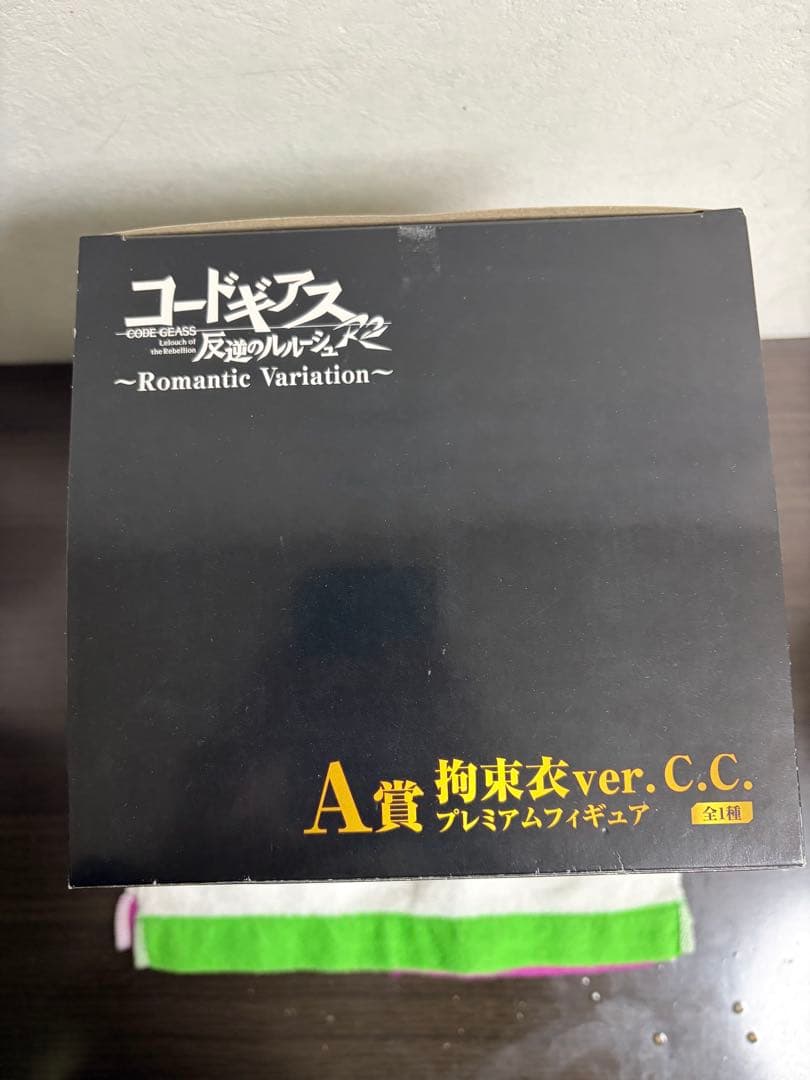 コードギアス
CODE GEASS
Lelouch of
the Rebellion
反逆のルルーシュ R2
～Romantic Variation～
A賞 拘束衣ver. C.C.
プレミアムフィギュア 全1種